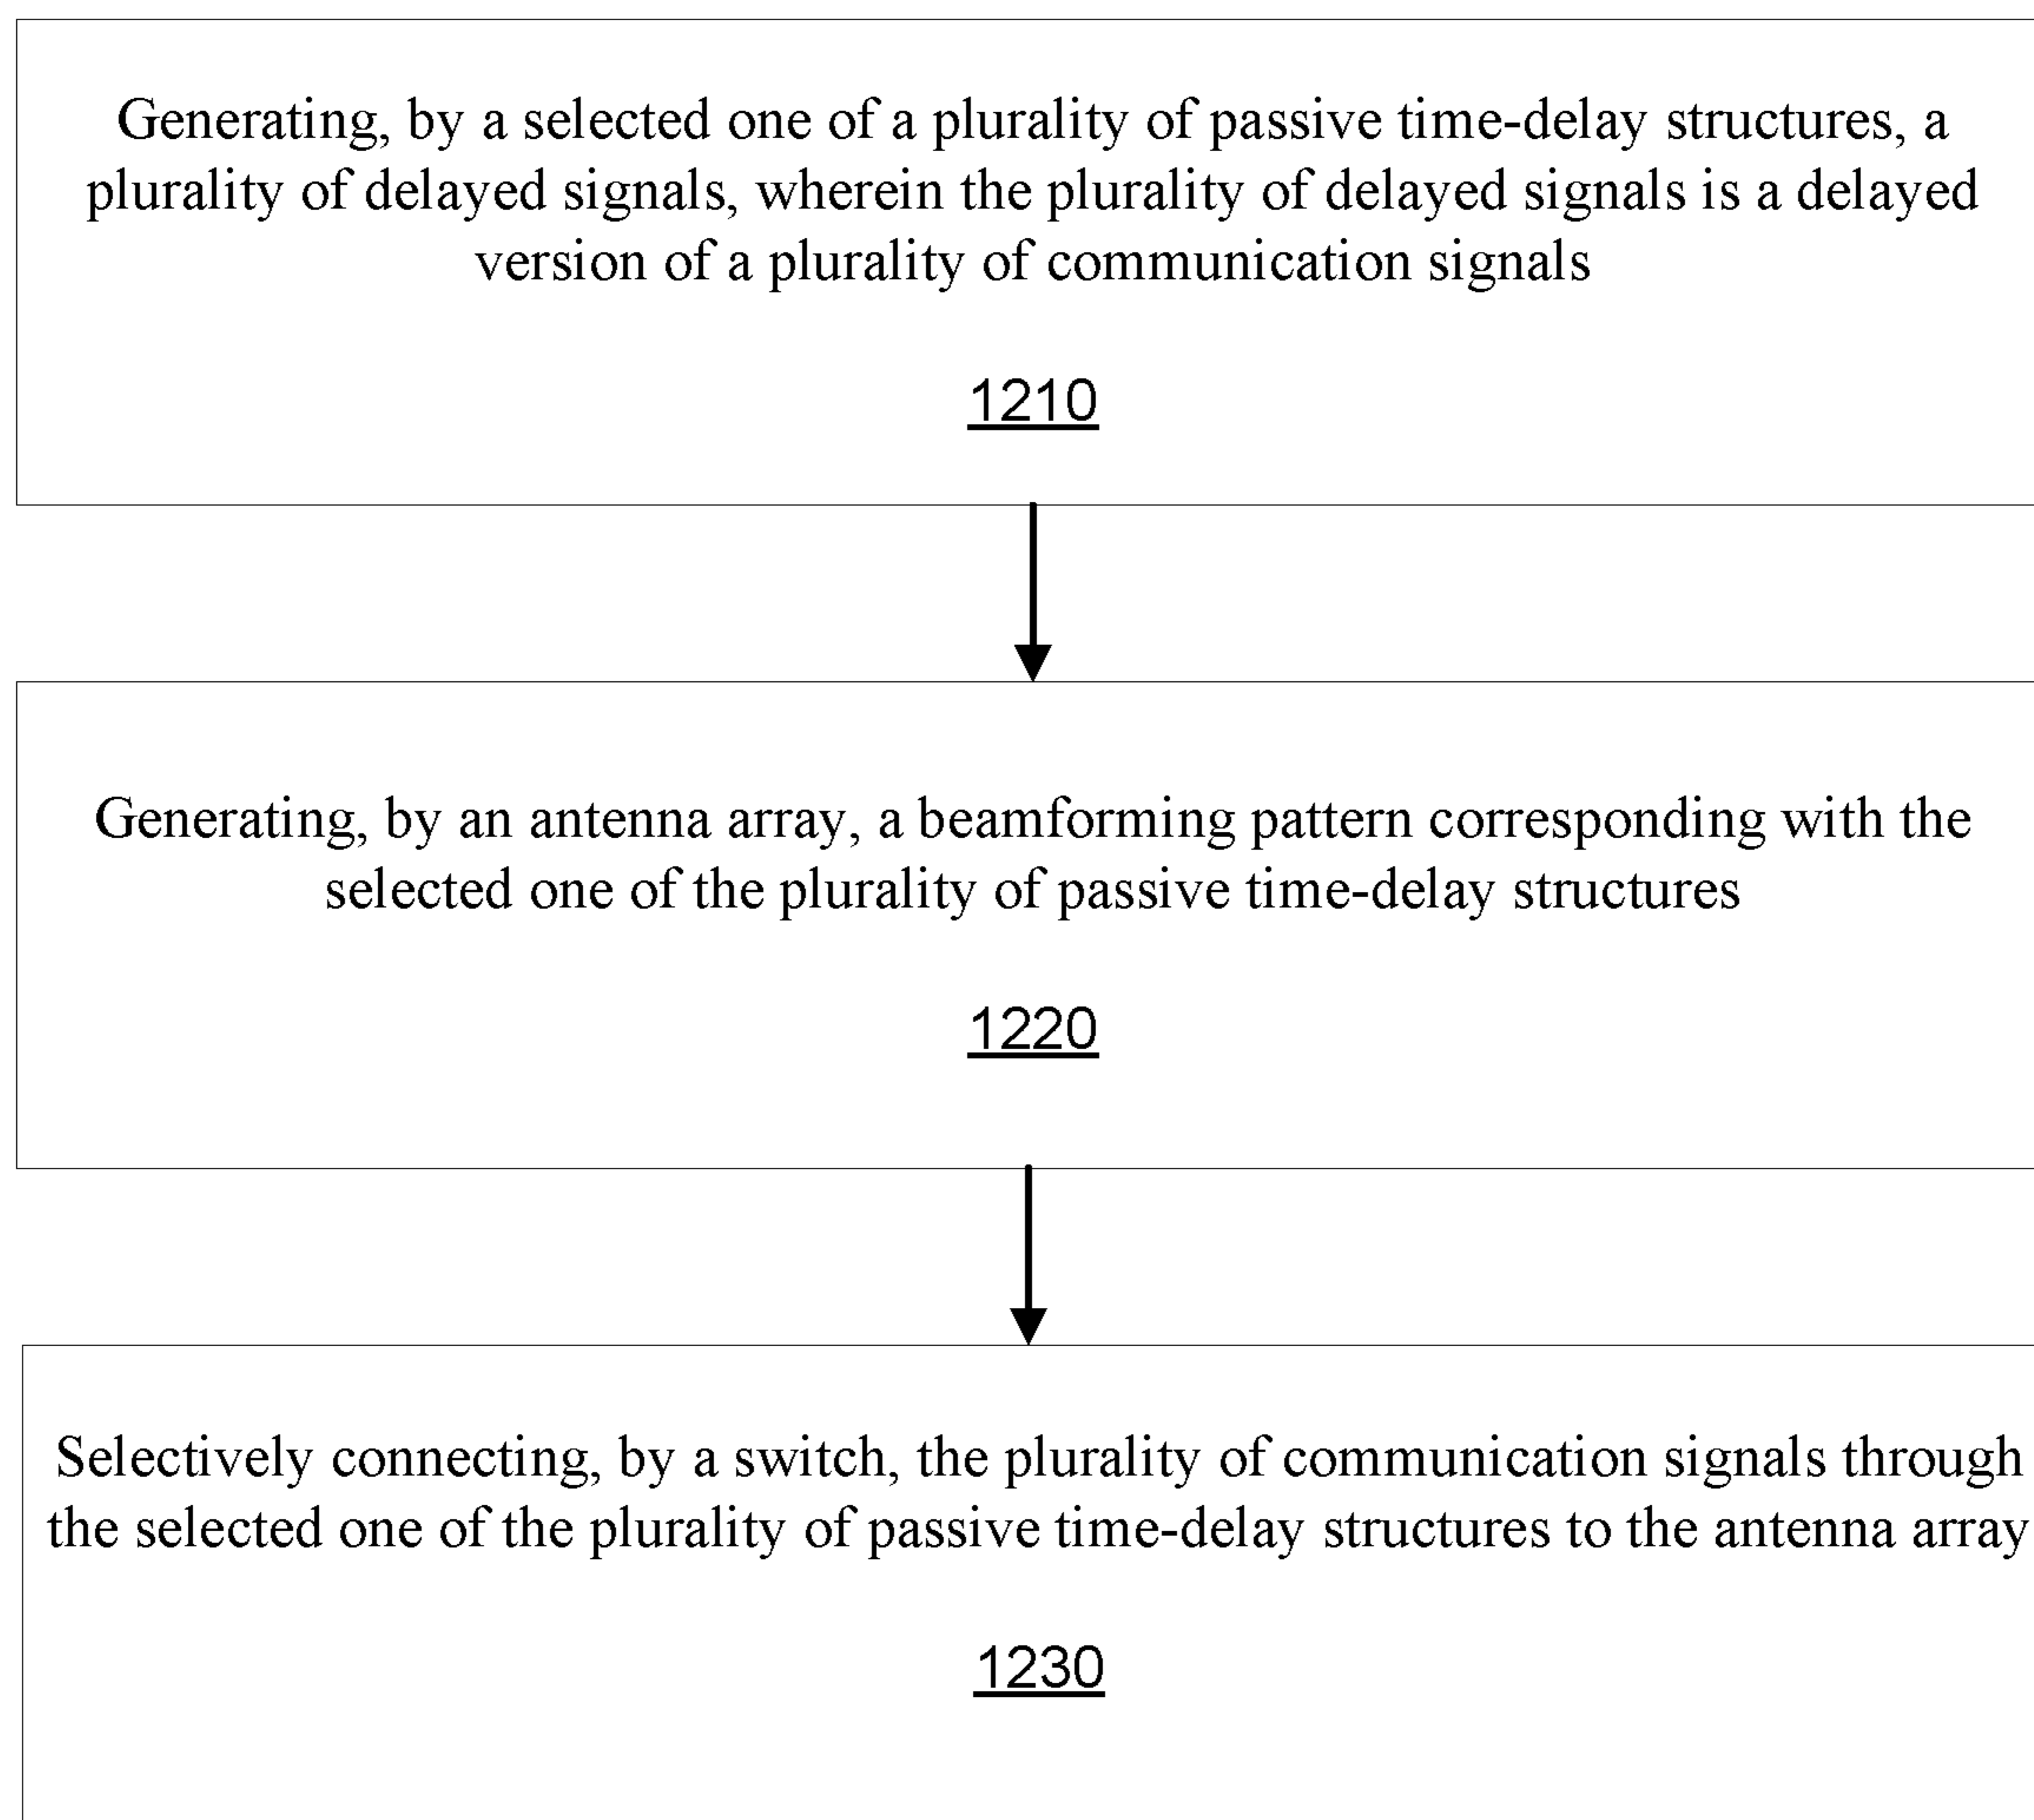 Generating, by a selected one of a plurality of passive time-delay structures, a
plurality of delayed signals, wherein the plurality of delayed signals is a delayed
version of a plurality of communication signals
1210
Generating, by an antenna array, a beamforming pattern corresponding with the
selected one of the plurality of passive time-delay structures
1220
Selectively connecting, by a switch, the plurality of communication signals through
the selected one of the plurality of passive time-delay structures to the antenna array
1230